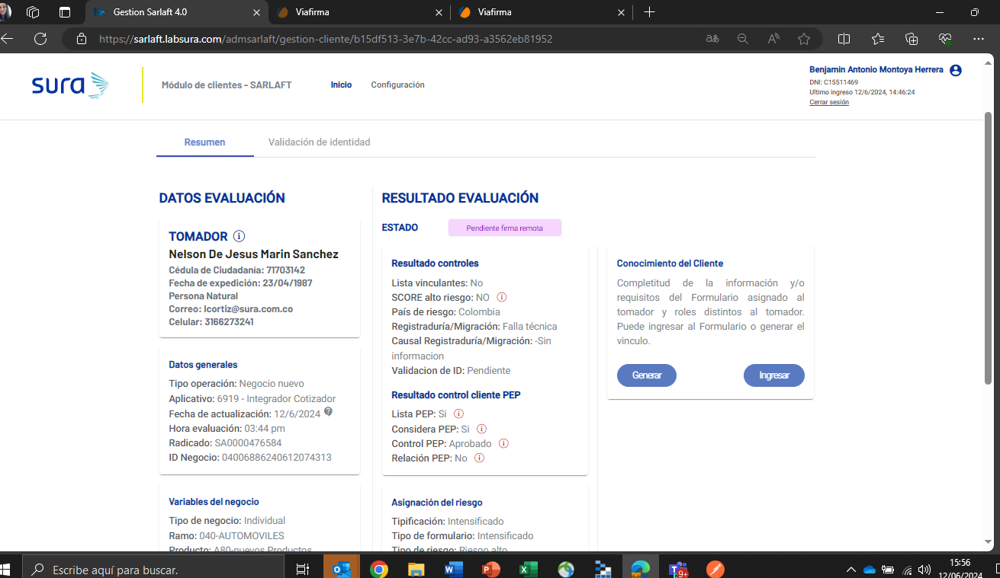 Gestion Sarlaft 4.0
Viafirma
Viafirma
https://sarlaft.labsura.com/admsarlaft/gestion-cliente/b15df513-3e7b-42cc-ad93-a3562eb81952
aあ
sura
Módulo de clientes - SARLAFT
Inicio
Configuración
Benjamin Antonio Montoya Herrera
DNI: C15511469
Ultimo ingreso 12/6/2024, 14:46:24
Cerrar sesión
Resumen
Validación de identidad
DATOS EVALUACIÓN
TOMADOR
Nelson De Jesus Marin Sanchez
Cédula de Ciudadania: 71703142
Fecha de expedición: 23/04/1987
Persona Natural
Correo: lcortiz@sura.com.co
Celular: 3166273241
Datos generales
Tipo operación: Negocio nuevo
Aplicativo: 6919 - Integrador Cotizador
Fecha de actualización: 12/6/2024
Hora evaluación: 03:44 pm
Radicado: SA0000476584
ID Negocio: 04006886240612074313
Variables del negocio
Tipo de negocio: Individual
Ramo: 040-AUTOMOVILES
Producto: A80-nuevos Productos
RESULTADO EVALUACIÓN
ESTADO
Pendiente firma remota
Resultado controles
Lista vinculantes: No
SCORE alto riesgo: NO
País de riesgo: Colombia
Registraduría/Migración: Falla técnica
Causal Registraduría/Migración: -Sin
informacion
Validacion de ID: Pendiente
Resultado control cliente PEP
Lista PEP: Si
Considera PEP: Si
Control PEP: Aprobado
Relación PEP: No
Asignación del riesgo
Tipificación: Intensificado
Tipo de formulario: Intensificado
Tipo de riesgo: Riesgo alto
Conocimiento del Cliente
Completitud de la información y/o
requisitos del Formulario asignado al
tomador y roles distintos al tomador.
Puede ingresar al Formulario o generar el
vinculo.
Generar
Ingresar
Escribe aquí para buscar.
9+
15:56
12/06/2024